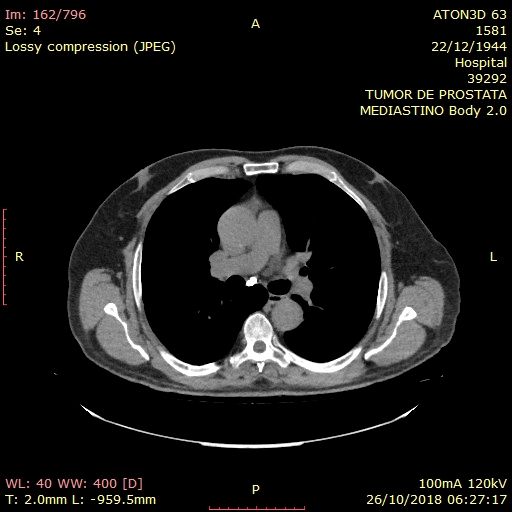 Im: 162/796
Se: 4
Lossy compression (JPEG)
A
ATON3D 63
1581
22/12/1944
Hospital
39292
TUMOR DE PROSTATA
MEDIASTINO Body 2.0
R
L
WL: 40 WW: 400 [D]
T: 2.0mm L: -959.5mm
P
100mA 120kV
26/10/2018 06:27:17